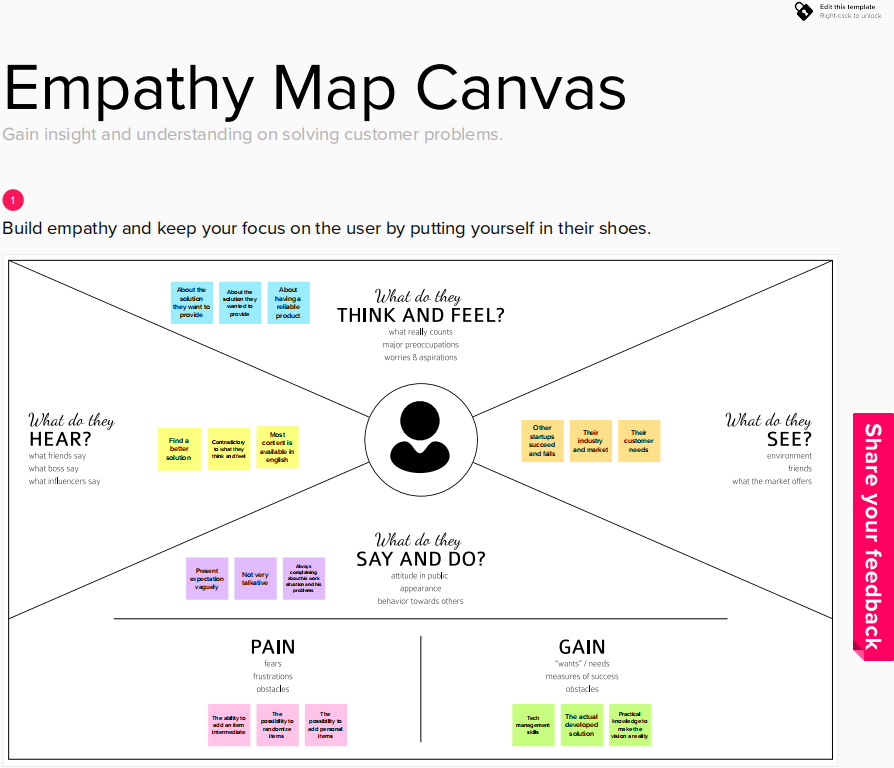 Edit this template
Right-click to unlock
Empathy Map Canvas
Gain insight and understanding on solving customer problems.
1
Build empathy and keep your focus on the user by putting yourself in their shoes.
About the
solution
they want to
provide
About the
solution they
wanted to
provide
About
having a
reliable
product
What do they
THINK AND FEEL?
what really counts
major preoccupations
worries & aspirations
What do they
HEAR?
what friends say
what boss say
what influencers say
Find a
better
solution
Contradictory
to what they
think and feel
Most
content is
available in
english
Other
startups
succeed
and fails
Their
industry
and market
Their
customer
needs
What do they
SEE?
environment
friends
what the market offers
Share your feedback
What do they
SAY AND DO?
attitude in public
appearance
behavior towards others
Present
expectation
vaguely
Not very
talkative
Always
complaining
about his work
situation and his
problems
PAIN
fears
frustrations
obstacles
The ability to
add an item
intermediate
The
possibility to
randomize
items
The
possibility to
add personal
items
GAIN
"wants" / needs
measures of success
obstacles
Tech
management
skills
The actual
developed
solution
Practical
knowledge to
make the
vision a reality